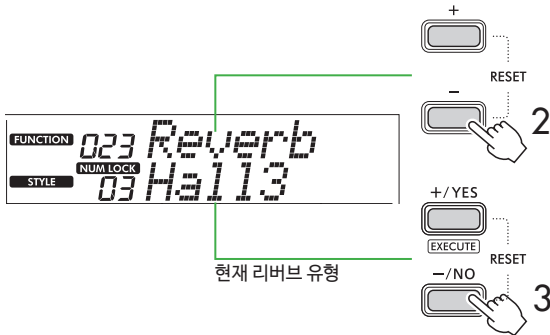 +
RESET
−
2
FUNCTION 023 Reverb
NUM LOCK
STYLE 03 Hall3
+/YES
EXECUTE
RESET
현재 리버브 유형
−/NO
3